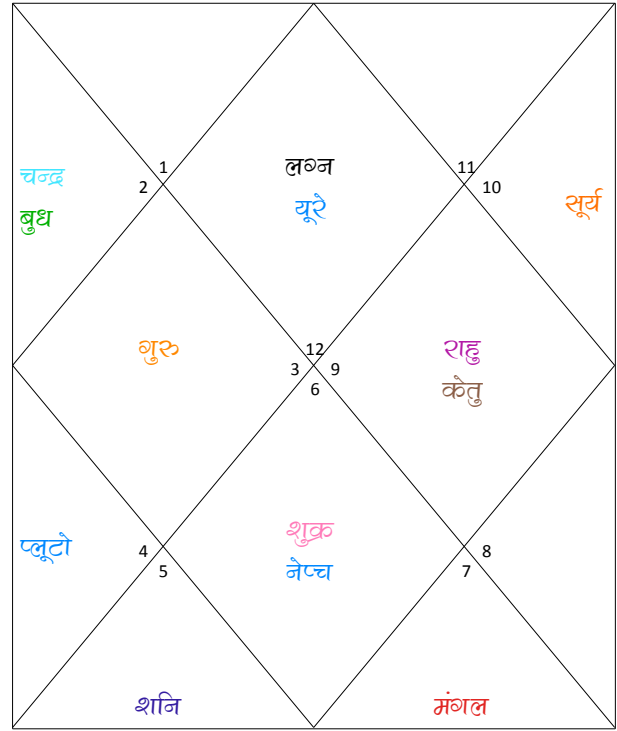 1
11
लग्न
चन्द्र
2
10
बुध
यूरे
सूर्य
गुरु
12
राहु
3
9
6
केतु
शुक्र
प्लूटो
4
8
5
नेप्च
7
शनि
मंगल